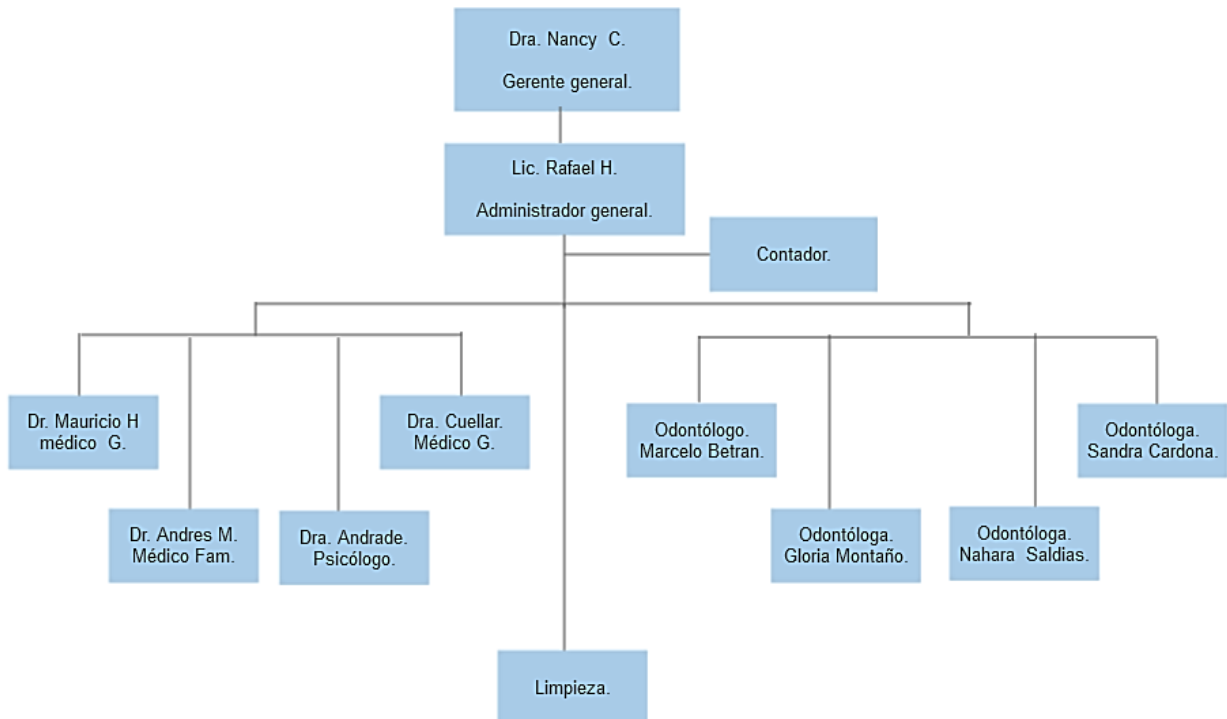 Dra. Nancy C.
Gerente general.
Lic. Rafael H.
Administrador general.
Contador.
Dr. Mauricio H
médico G.
Dr. Andres M.
Médico Fam.
Dra. Andrade.
Psicólogo.
Dra. Cuellar.
Médico G.
Odontólogo.
Marcelo Betran.
Odontóloga.
Gloria Montaño.
Odontóloga.
Nahara Saldias.
Odontóloga.
Sandra Cardona.
Limpieza.